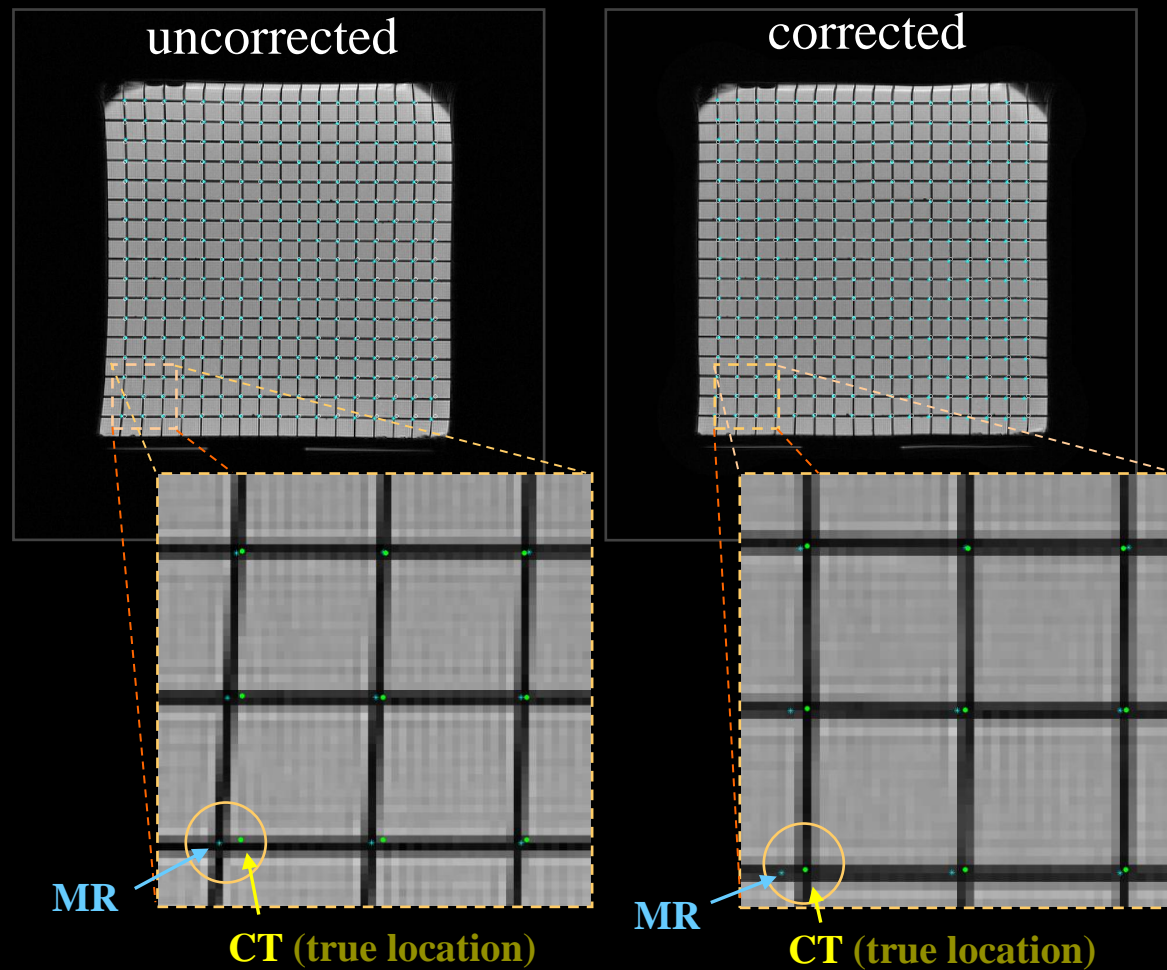 uncorrected
corrected
MR
CT (true location)
MR
CT (true location)